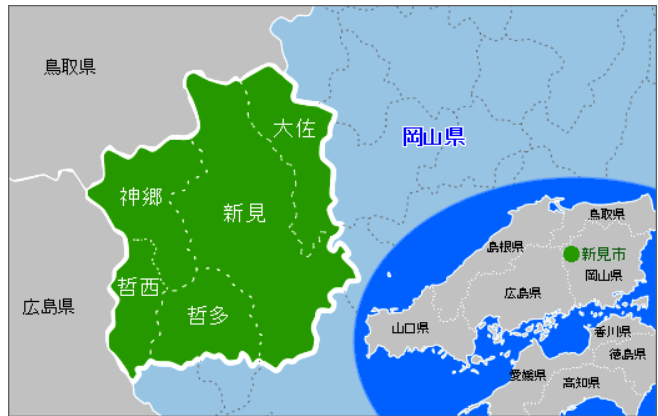 鳥取県
大佐
岡山県
神郷
新見
鳥取県
島根県
新見市
岡山県
哲西
広島県
広島県
哲多
山口県
香川県
徳島県
愛媛県
高知県